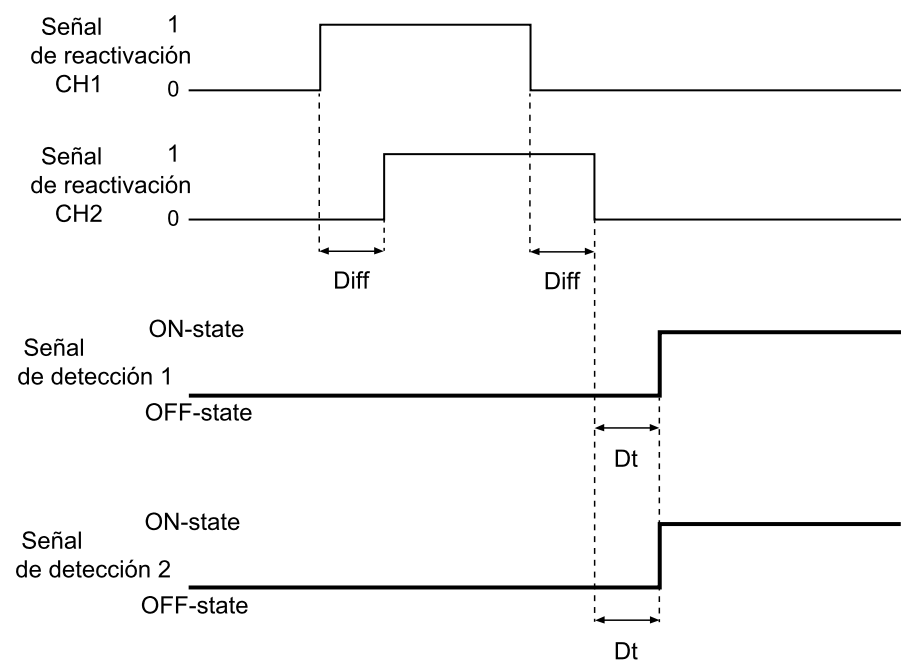 Señal
de reactivación
CH1
1
0
Señal
de reactivación
CH2
1
0
Diff
Diff
ON-state
Señal
de detección 1
OFF-state
Dt
ON-state
Señal
de detección 2
OFF-state
Dt